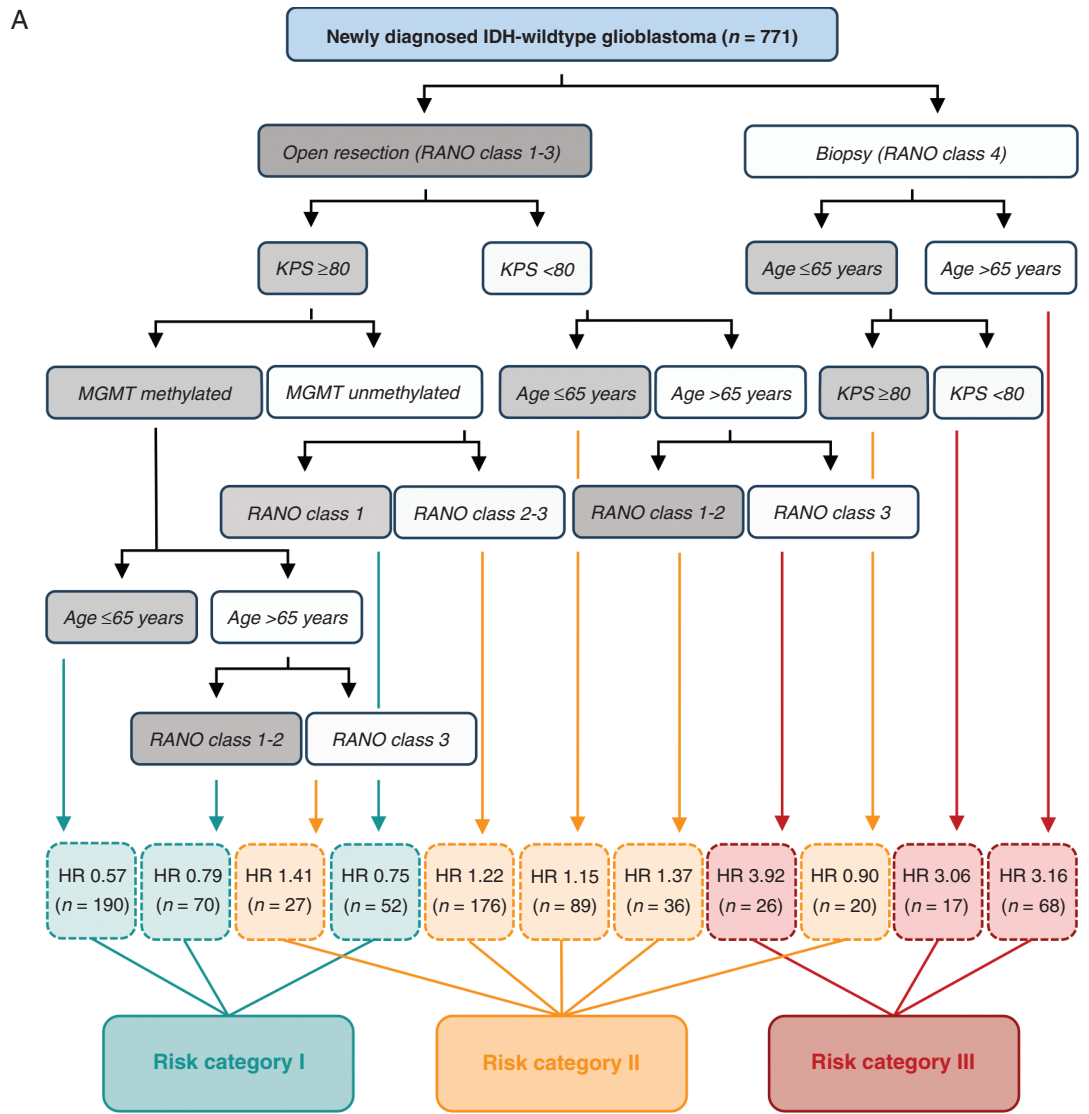 A
Newly diagnosed IDH-wildtype glioblastoma (n = 771)
Open resection (RANO class 1-3)
Biopsy (RANO class 4)
KPS ≥80
KPS <80
Age ≤65 years
Age >65 years
MGMT methylated
MGMT unmethylated
Age ≤65 years
Age >65 years
KPS ≥80
KPS <80
RANO class 1
RANO class 2-3
RANO class 1-2
RANO class 3
Age ≤65 years
Age >65 years
RANO class 1-2
RANO class 3
HR 0.57
(n = 190)
HR 0.79
(n = 70)
HR 1.41
(n = 27)
HR 0.75
(n = 52)
HR 1.22
(n = 176)
HR 1.15
(n = 89)
HR 1.37
(n = 36)
HR 3.92
(n = 26)
HR 0.90
(n = 20)
HR 3.06
(n = 17)
HR 3.16
(n = 68)
Risk category I
Risk category II
Risk category III